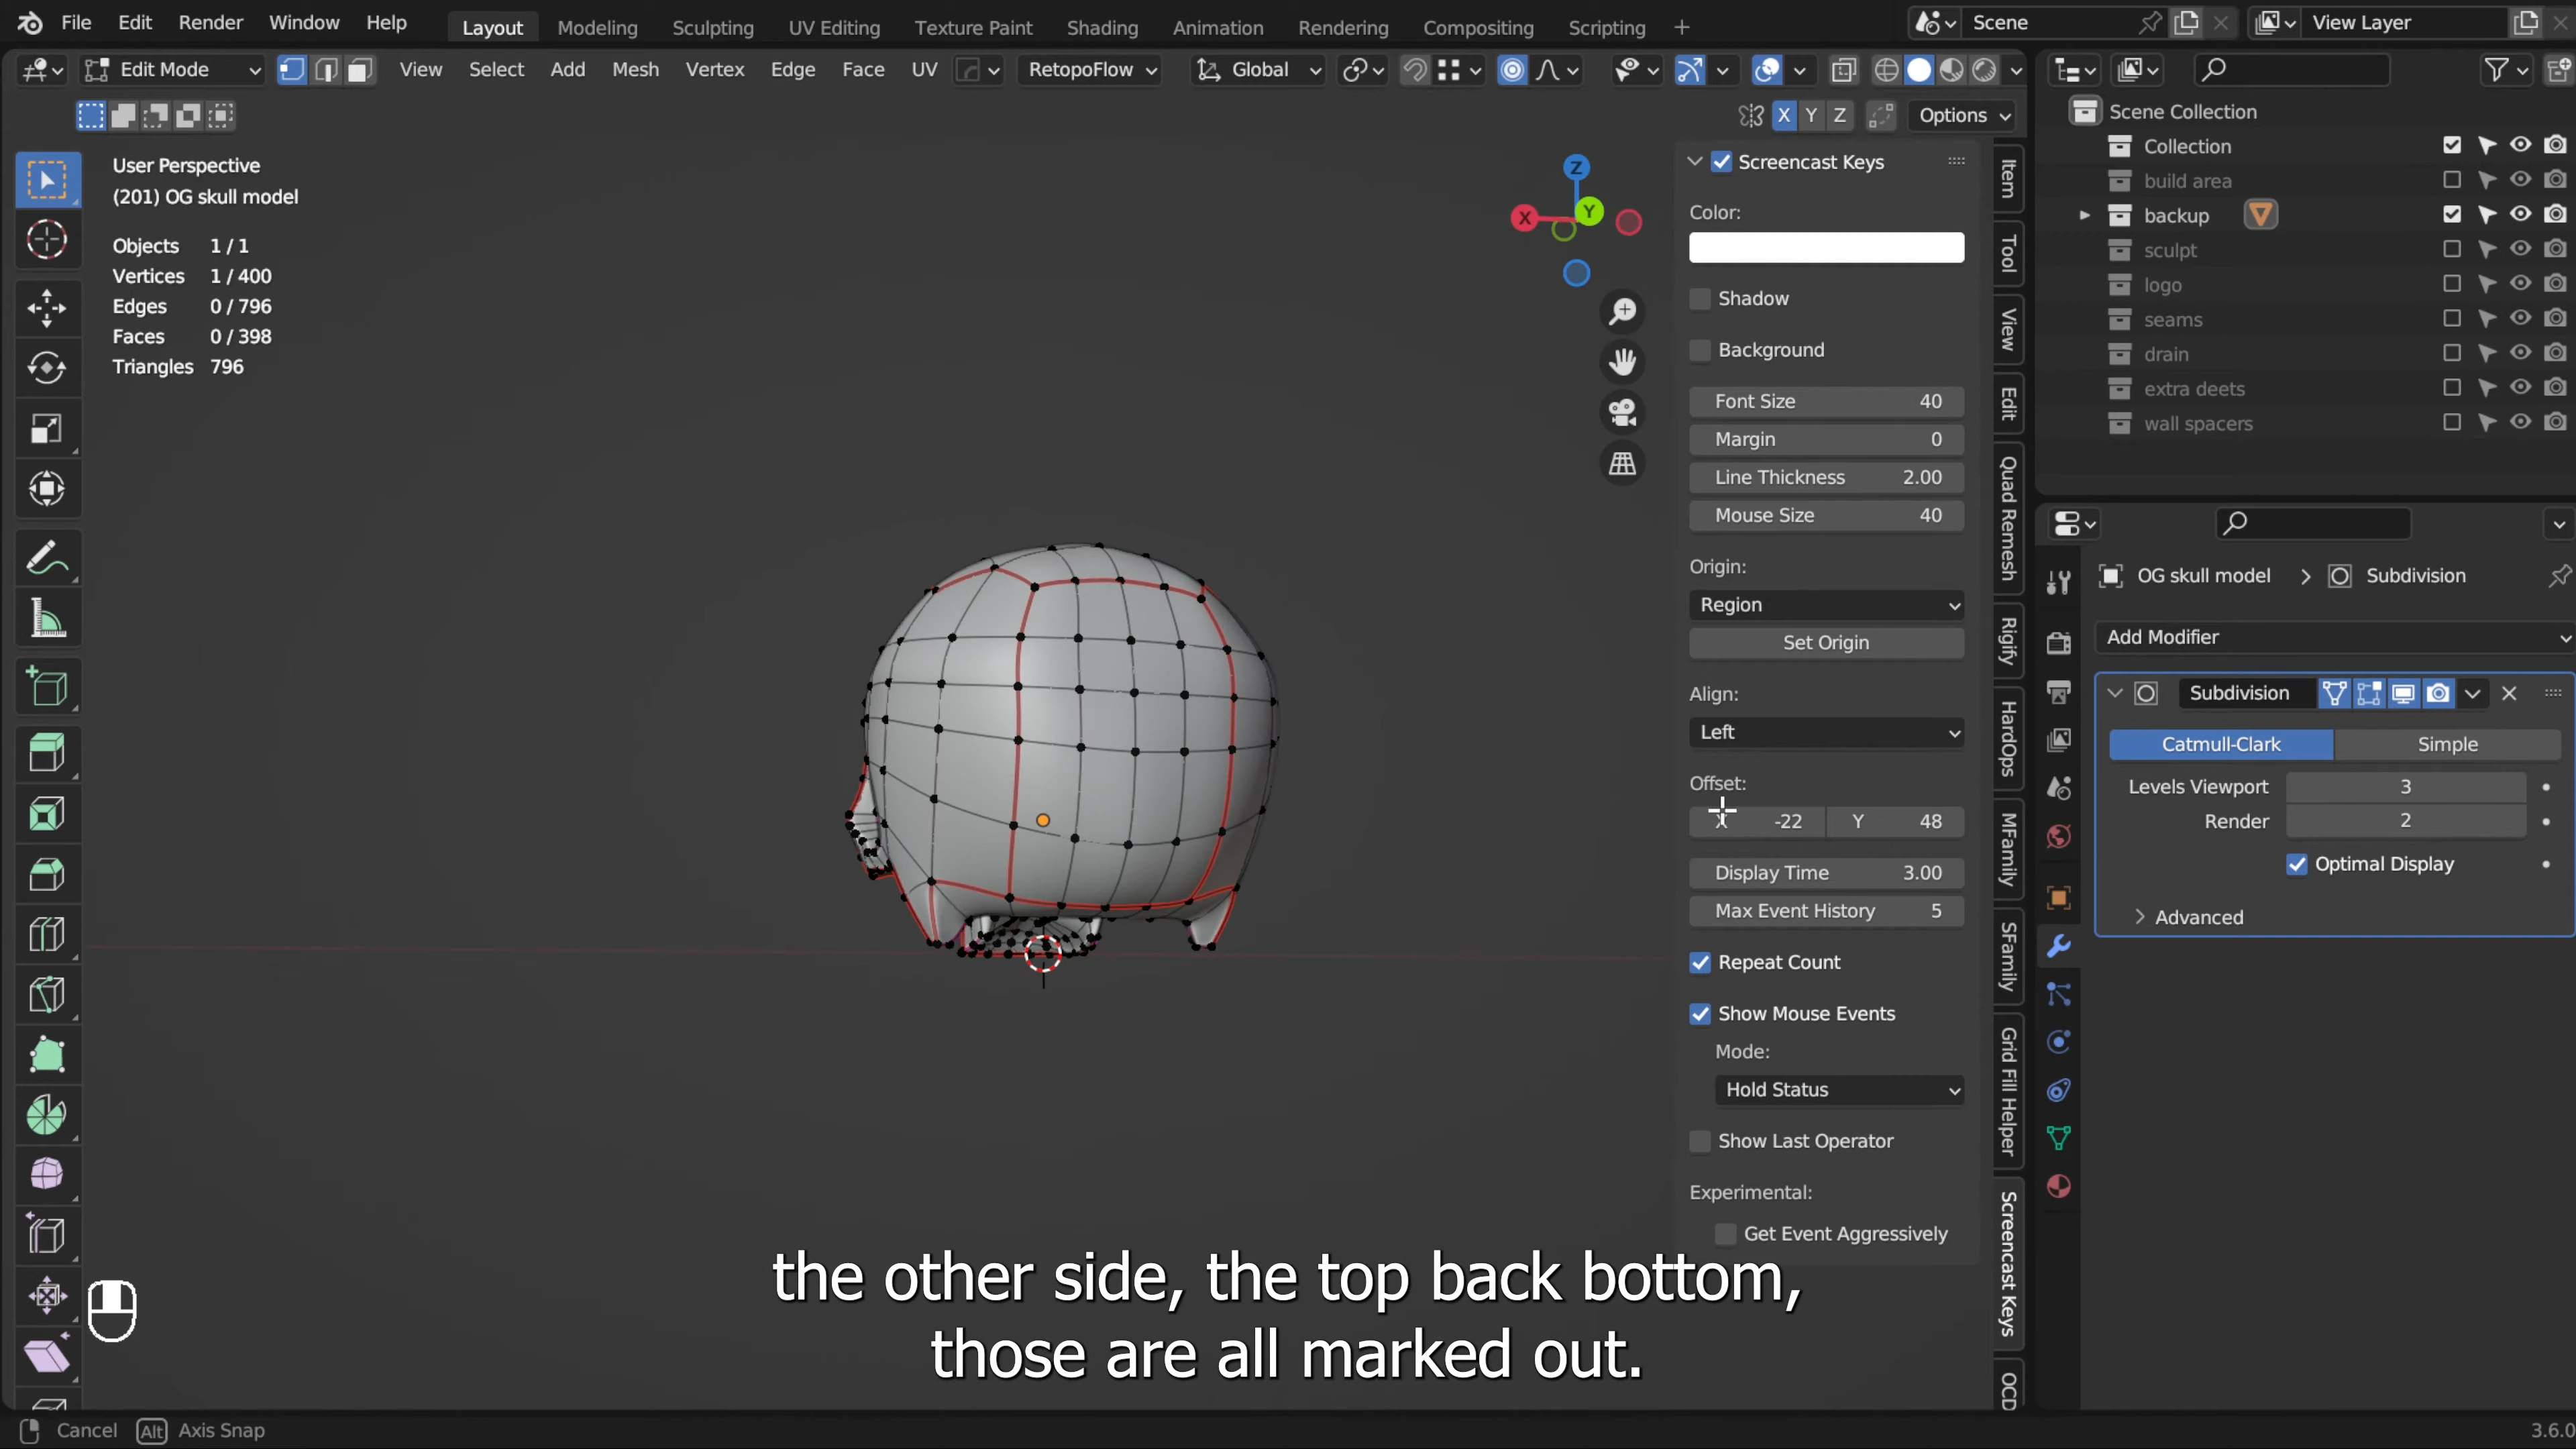 File Edit Render Window Help Layout Modeling Sculpting UV Editing Texture Paint Shading Animation Rendering Compositing Scripting + Scene View Layer
Edit Mode View Select Add Mesh Vertex Edge Face UV RetopoFlow Global
X Y Z Options
User Perspective
(201) OG skull model
Objects 1 / 1
Vertices 1 / 400
Edges 0 / 796
Faces 0 / 398
Triangles 796
Z
X
Y
Screencast Keys
Color:
Shadow
Background
Font Size 40
Margin 0
Line Thickness 2.00
Mouse Size 40
Origin:
Region
Set Origin
Align:
Left
Offset:
X -22 Y 48
Display Time 3.00
Max Event History 5
Repeat Count
Show Mouse Events
Mode:
Hold Status
Show Last Operator
Experimental:
Get Event Aggressively
Item
Tool
View
Edit
Quad Remesh
Rigify
HardOps
MFamily
SFamily
Grid Fill Helper
Screencast Keys
OCD
Scene Collection
Collection
build area
backup
sculpt
logo
seams
drain
extra deets
wall spacers
OG skull model Subdivision
Add Modifier
Subdivision
Catmull-Clark Simple
Levels Viewport 3
Render 2
Optimal Display
Advanced
the other side, the top back bottom,
those are all marked out.
Cancel Alt Axis Snap
3.6.0